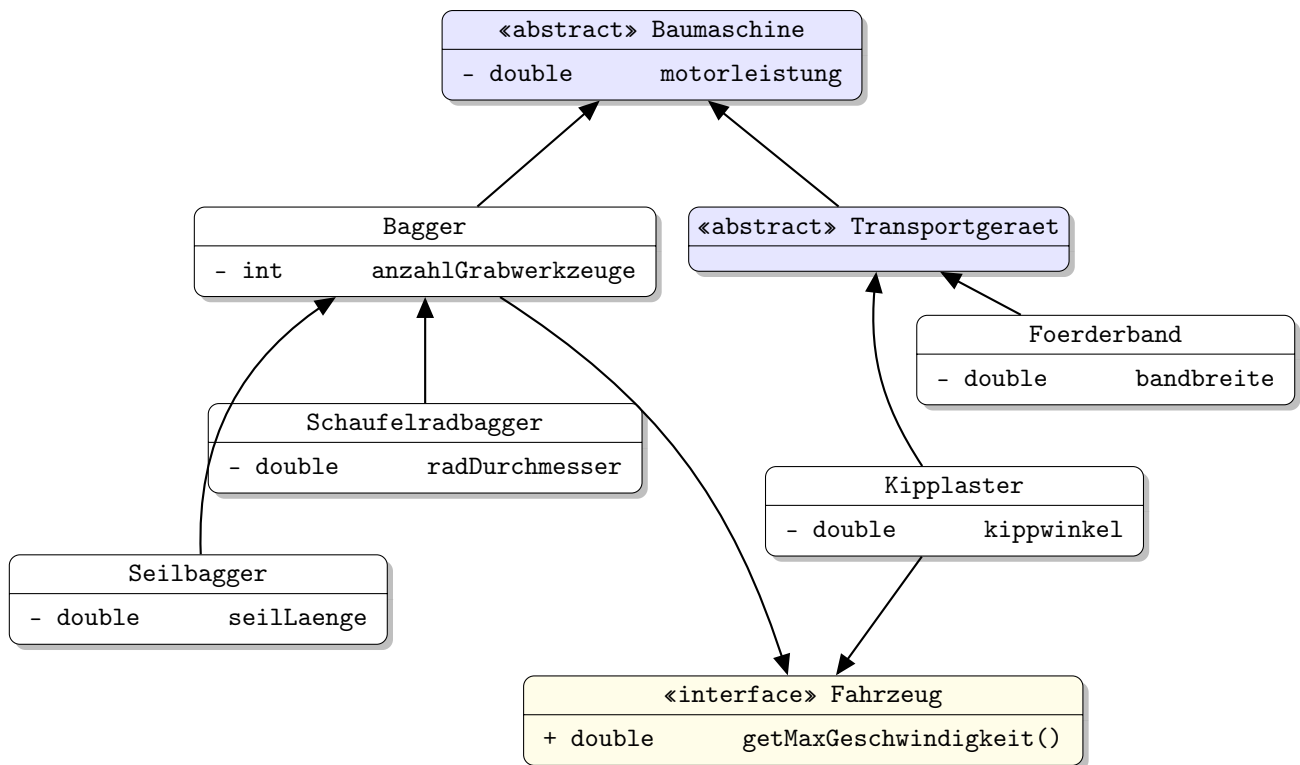 «abstract» Baumaschine
- double motorleistung
Bagger
- int anzahlGrabwerkzeuge
«abstract» Transportgeraet
Foerderband
- double bandbreite
Schaufelradbagger
- double radDurchmesser
Kipplaster
- double kippwinkel
Seilbagger
- double seilLaenge
«interface» Fahrzeug
+ double getMaxGeschwindigkeit()